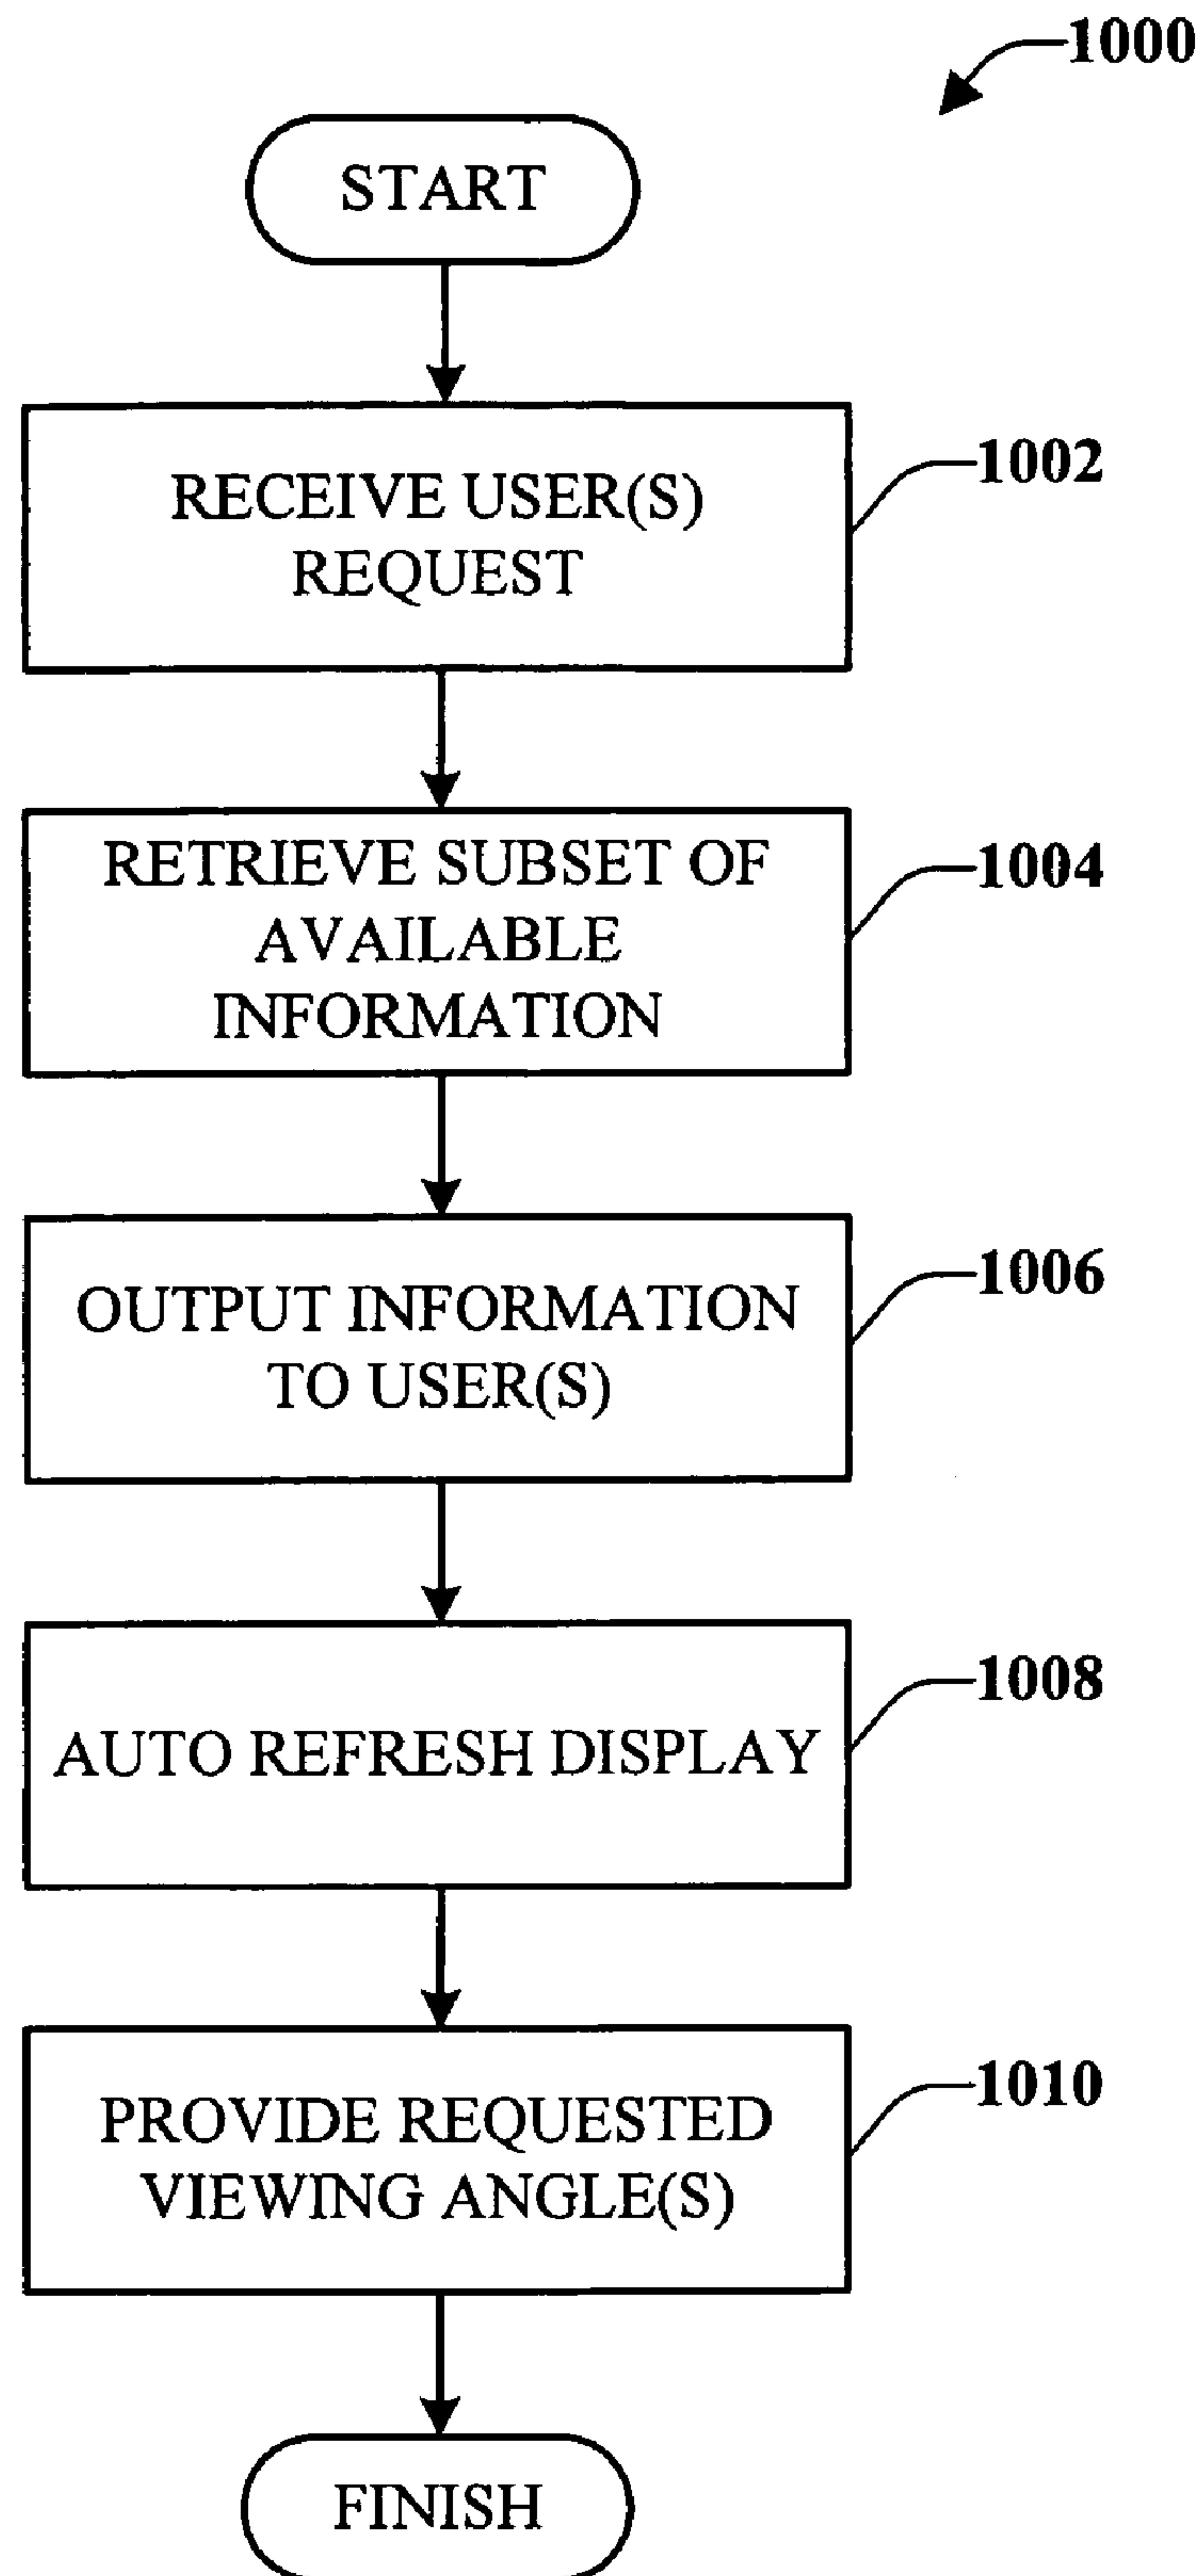 1000
START
RECEIVE USER(S)
REQUEST
1002
RETRIEVE SUBSET OF
AVAILABLE
INFORMATION
1004
OUTPUT INFORMATION
TO USER(S)
1006
AUTO REFRESH DISPLAY
1008
PROVIDE REQUESTED
VIEWING ANGLE(S)
1010
FINISH